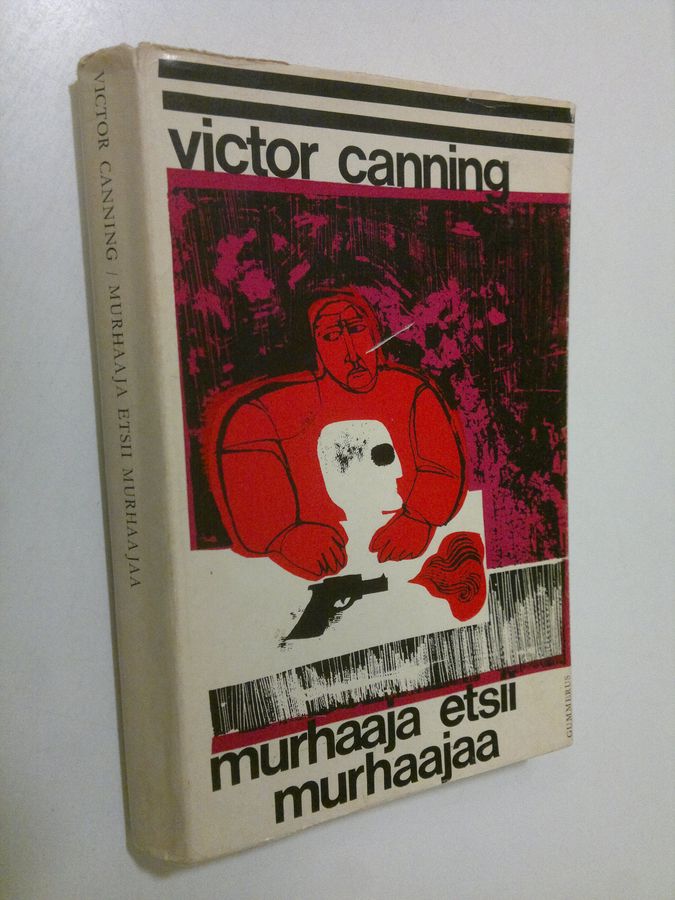 VICTOR CANNING / MURHAAJA ETSII MURHAAJAA
victor canning
murhaaja etsii
murhaajaa
GUMMERUS